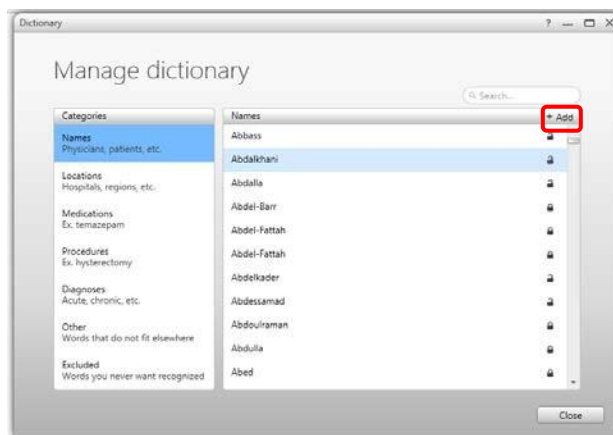 Dictionary
Manage dictionary
Search...
Categories
Names
Physicians, patients, etc.
Locations
Hospitals, regions, etc.
Medications
Ex. temazepam
Procedures
Ex. hysterectomy
Diagnoses
Acute, chronic, etc.
Other
Words that do not fit elsewhere
Excluded
Words you never want recognized
Names + Add
Abbass
Abdalkhani
Abdalla
Abdel-Barr
Abdel-Fattah
Abdel-Fattah
Abdelkader
Abdessamad
Abdoulraman
Abdulla
Abed
Close